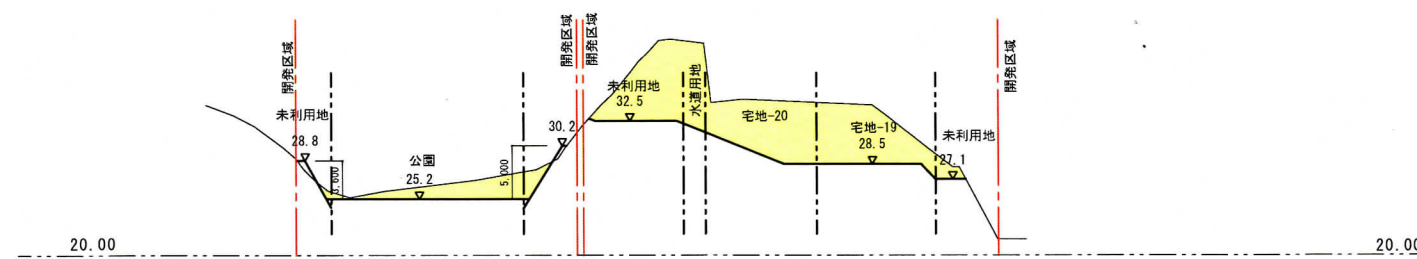 開発区域
未利用地
28.8
3,600
公園
25.2
5,000
30.2
開発区域
開発区域
未利用地
32.5
水道用地
宅地-20
宅地-19
28.5
未利用地
27.1
開発区域
20.00
20.00